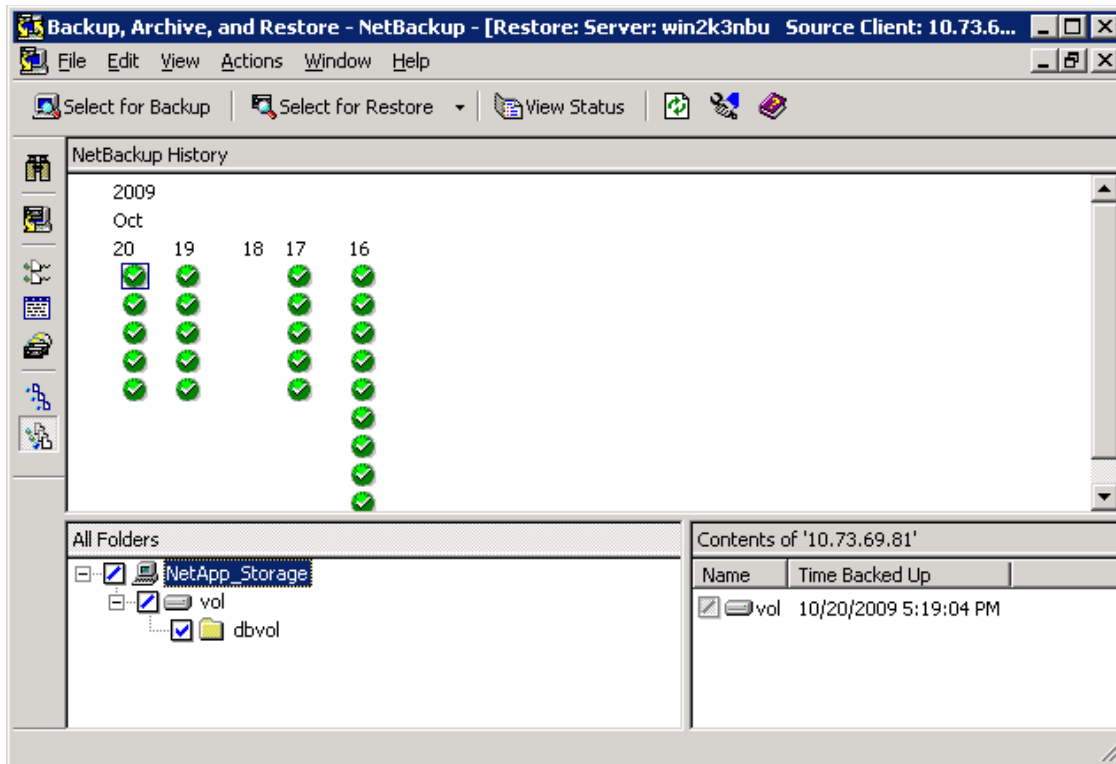 Backup, Archive, and Restore - NetBackup - [Restore: Server: win2k3nbu Source Client: 10.73.6...
File Edit View Actions Window Help
Select for Backup Select for Restore View Status
NetBackup History
2009
Oct
20 19 18 17 16
All Folders
Contents of '10.73.69.81'
NetApp_Storage
vol
dbvol
Name Time Backed Up
vol 10/20/2009 5:19:04 PM